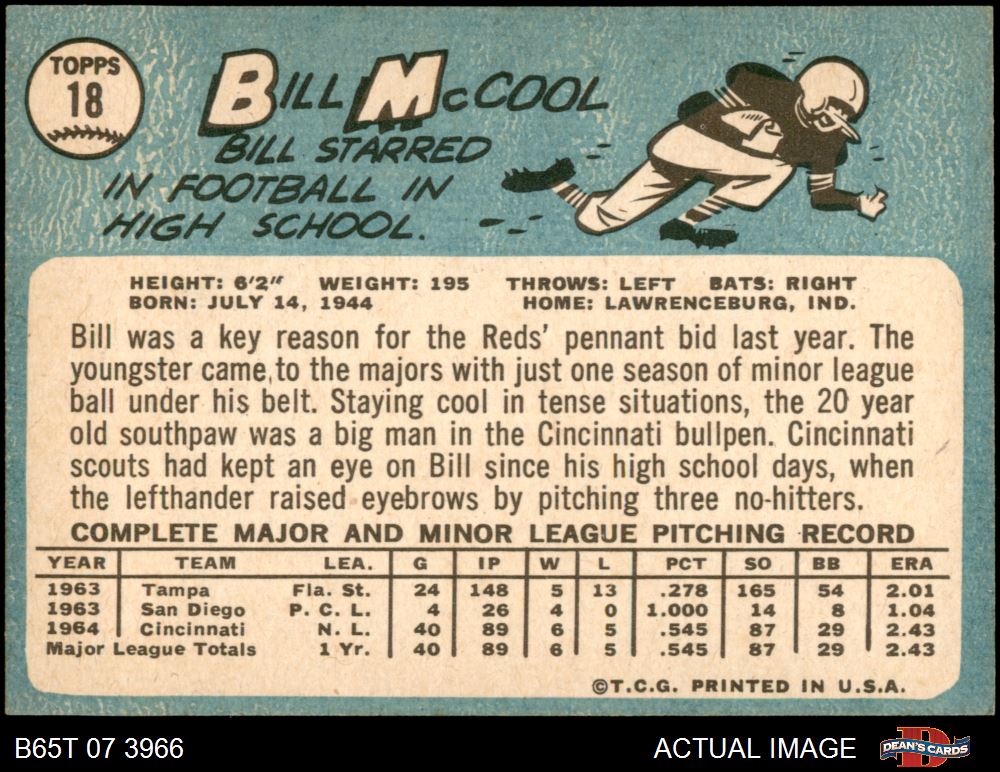 TOPPS
18
BILL McCOOL
BILL STARRED
IN FOOTBALL IN
HIGH SCHOOL.
HEIGHT: 6'2" WEIGHT: 195 THROWS: LEFT BATS: RIGHT
BORN: JULY 14, 1944 HOME: LAWRENCEBURG, IND.
Bill was a key reason for the Reds' pennant bid last year. The
youngster came to the majors with just one season of minor league
ball under his belt. Staying cool in tense situations, the 20 year
old southpaw was a big man in the Cincinnati bullpen. Cincinnati
scouts had kept an eye on Bill since his high school days, when
the lefthander raised eyebrows by pitching three no-hitters.
COMPLETE MAJOR AND MINOR LEAGUE PITCHING RECORD
YEAR TEAM LEA. G IP W L PCT SO BB ERA
1963 Tampa Fla. St. 24 148 5 13 .278 165 54 2.01
1963 San Diego P. C. L. 4 26 4 0 1.000 14 8 1.04
1964 Cincinnati N. L. 40 89 6 5 .545 87 29 2.43
Major League Totals 1 Yr. 40 89 6 5 .545 87 29 2.43
©T.C.G. PRINTED IN U.S.A.
B65T 07 3966 ACTUAL IMAGE DEAN'S CARDS